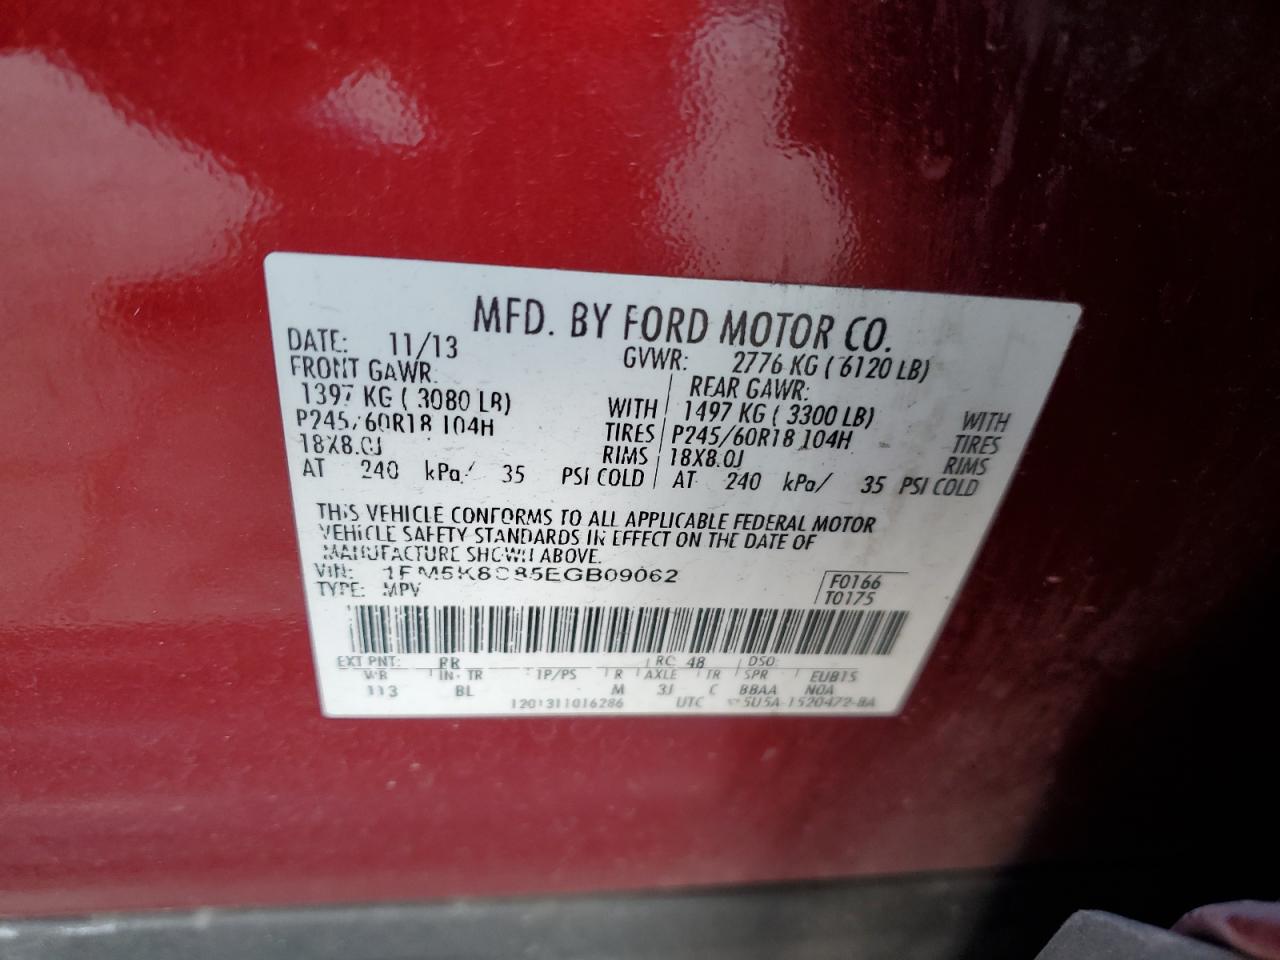 MFD. BY FORD MOTOR CO.
DATE: 11/13 GVWR: 2776 KG ( 6120 LB)
FRONT GAWR: REAR GAWR:
1397 KG ( 3080 LB) WITH 1497 KG ( 3300 LB) WITH
P245/60R18 104H TIRES P245/60R18 104H TIRES
18X8.0J RIMS 18X8.0J RIMS
AT 240 kPa/ 35 PSI COLD AT 240 kPa/ 35 PSI COLD
THIS VEHICLE CONFORMS TO ALL APPLICABLE FEDERAL MOTOR
VEHICLE SAFETY STANDARDS IN EFFECT ON THE DATE OF
MANUFACTURE SHOWN ABOVE.
VIN:
TYPE: MPV
F0166
T0175
EXT PNT: RR RC: 48 DSO:
WB INT TR TP/PS R AXLE TR SPR EUB15
113 BL M 3J C BBAA NOA
1201311016286 UTC 5U5A-1520472-BA